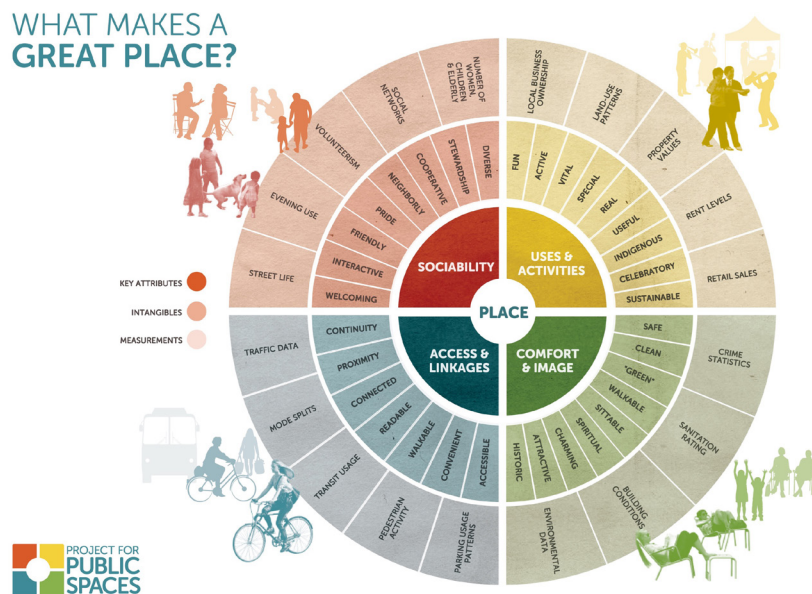 WHAT MAKES A
GREAT PLACE?
KEY ATTRIBUTES
INTANGIBLES
MEASUREMENTS
PLACE
SOCIABILITY
USES &
ACTIVITIES
ACCESS &
LINKAGES
COMFORT
& IMAGE
DIVERSE
STEWARDSHIP
COOPERATIVE
NEIGHBORLY
PRIDE
FRIENDLY
INTERACTIVE
WELCOMING
NUMBER OF
WOMEN,
CHILDREN
& ELDERLY
SOCIAL
NETWORKS
VOLUNTEERISM
EVENING USE
STREET LIFE
FUN
ACTIVE
VITAL
SPECIAL
REAL
USEFUL
INDIGENOUS
CELEBRATORY
SUSTAINABLE
LOCAL BUSINESS
OWNERSHIP
LAND-USE
PATTERNS
PROPERTY
VALUES
RENT LEVELS
RETAIL SALES
CONTINUITY
PROXIMITY
CONNECTED
READABLE
WALKABLE
CONVENIENT
ACCESSIBLE
TRAFFIC DATA
MODE SPLITS
TRANSIT USAGE
PEDESTRIAN
ACTIVITY
PARKING USAGE
PATTERNS
SAFE
CLEAN
"GREEN"
WALKABLE
SITTABLE
SPIRITUAL
CHARMING
ATTRACTIVE
HISTORIC
CRIME
STATISTICS
SANITATION
RATING
BUILDING
CONDITIONS
ENVIRONMENTAL
DATA
PROJECT FOR
PUBLIC
SPACES